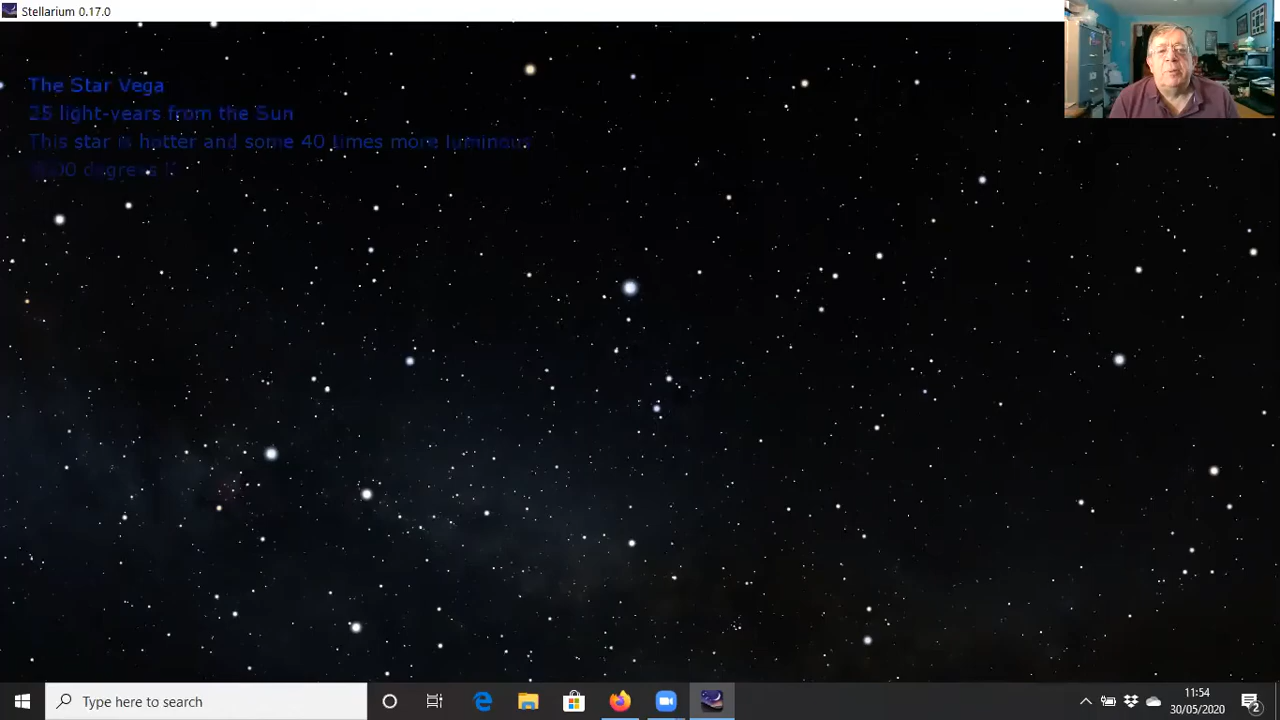 Stellarium 0.17.0
The Star Vega
25 light-years from the Sun
This star is hotter and some 40 times more luminous
degrees K
Type here to search
11:54
30/05/2020
2